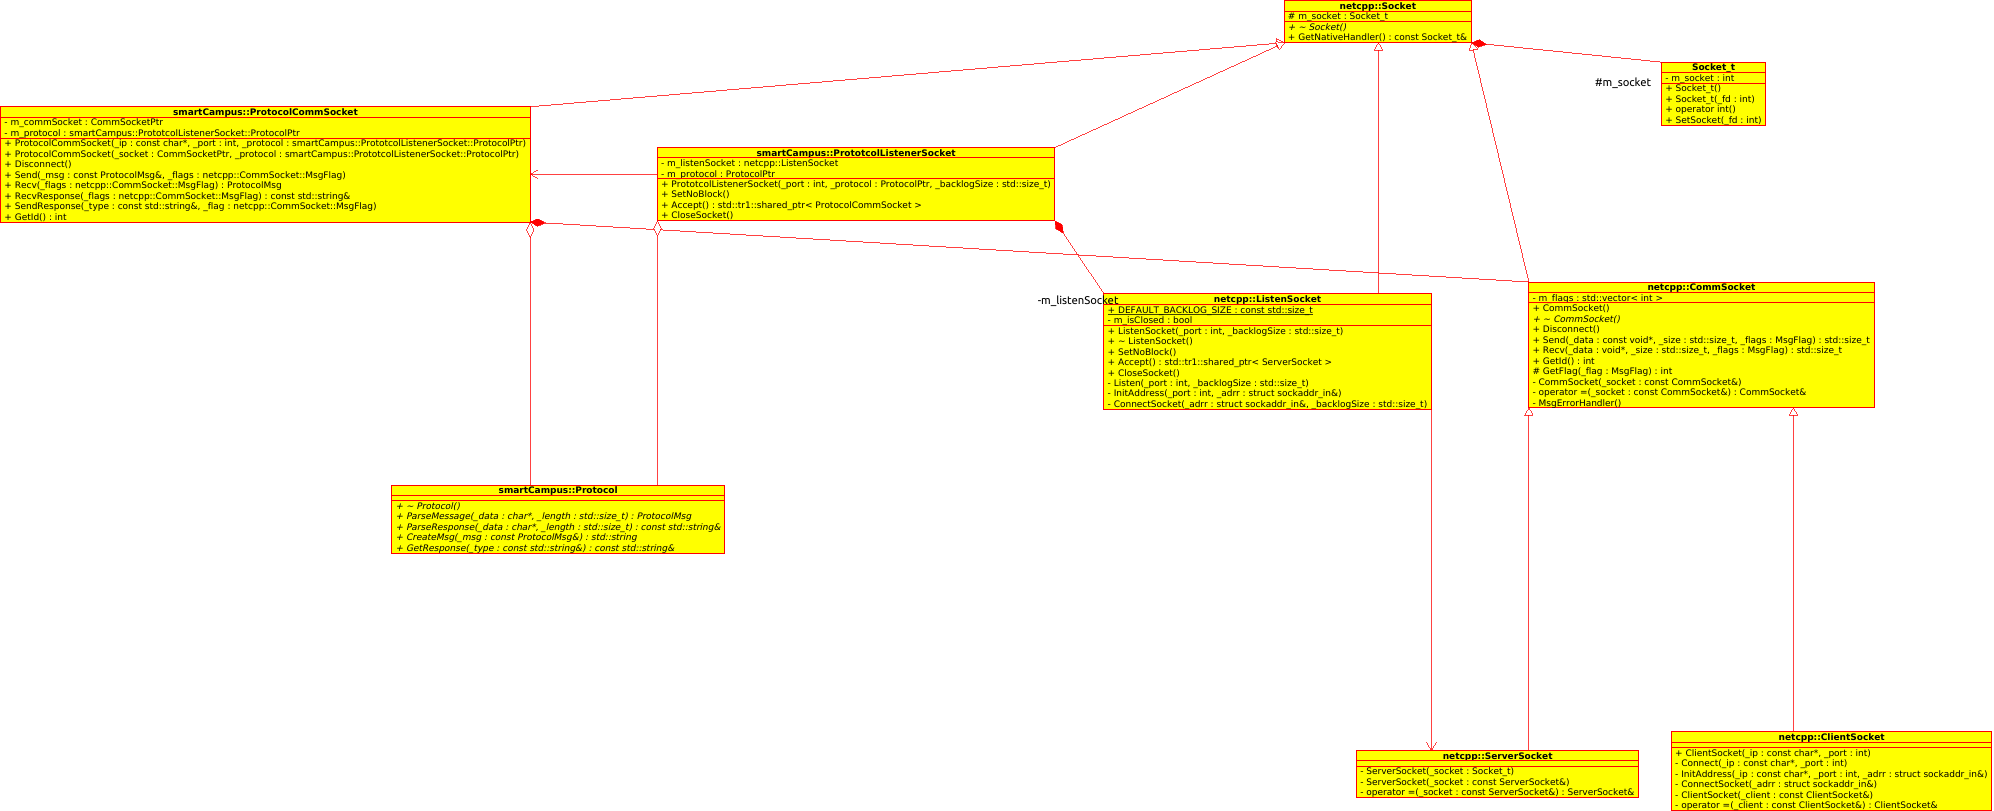 netcpp::Socket
# m_socket : Socket_t
+ ~ Socket()
+ GetNativeHandler() : const Socket_t&
#m_socket
Socket_t
- m_socket : int
+ Socket_t()
+ Socket_t(_fd : int)
+ operator int()
+ SetSocket(_fd : int)
smartCampus::ProtocolCommSocket
- m_commSocket : CommSocketPtr
- m_protocol : smartCampus::PrototcolListenerSocket::ProtocolPtr
+ ProtocolCommSocket(_ip : const char*, _port : int, _protocol : smartCampus::PrototcolListenerSocket::ProtocolPtr)
+ ProtocolCommSocket(_socket : CommSocketPtr, _protocol : smartCampus::PrototcolListenerSocket::ProtocolPtr)
+ Disconnect()
+ Send(_msg : const ProtocolMsg&, _flags : netcpp::CommSocket::MsgFlag)
+ Recv(_flags : netcpp::CommSocket::MsgFlag) : ProtocolMsg
+ RecvResponse(_flags : netcpp::CommSocket::MsgFlag) : const std::string&
+ SendResponse(_type : const std::string&, _flag : netcpp::CommSocket::MsgFlag)
+ GetId() : int
smartCampus::PrototcolListenerSocket
- m_listenSocket : netcpp::ListenSocket
- m_protocol : ProtocolPtr
+ PrototcolListenerSocket(_port : int, _protocol : ProtocolPtr, _backlogSize : std::size_t)
+ SetNoBlock()
+ Accept() : std::tr1::shared_ptr< ProtocolCommSocket >
+ CloseSocket()
-m_listenSocket
netcpp::ListenSocket
+ DEFAULT_BACKLOG_SIZE : const std::size_t
- m_isClosed : bool
+ ListenSocket(_port : int, _backlogSize : std::size_t)
+ ~ ListenSocket()
+ SetNoBlock()
+ Accept() : std::tr1::shared_ptr< ServerSocket >
+ CloseSocket()
- Listen(_port : int, _backlogSize : std::size_t)
- InitAddress(_port : int, _adrr : struct sockaddr_in&)
- ConnectSocket(_adrr : struct sockaddr_in&, _backlogSize : std::size_t)
netcpp::CommSocket
- m_flags : std::vector< int >
+ CommSocket()
+ ~ CommSocket()
+ Disconnect()
+ Send(_data : const void*, _size : std::size_t, _flags : MsgFlag) : std::size_t
+ Recv(_data : void*, _size : std::size_t, _flags : MsgFlag) : std::size_t
+ GetId() : int
# GetFlag(_flag : MsgFlag) : int
- CommSocket(_socket : const CommSocket&)
- operator =(_socket : const CommSocket&) : CommSocket&
- MsgErrorHandler()
smartCampus::Protocol
+ ~ Protocol()
+ ParseMessage(_data : char*, _length : std::size_t) : ProtocolMsg
+ ParseResponse(_data : char*, _length : std::size_t) : const std::string&
+ CreateMsg(_msg : const ProtocolMsg&) : std::string
+ GetResponse(_type : const std::string&) : const std::string&
netcpp::ServerSocket
- ServerSocket(_socket : Socket_t)
- ServerSocket(_socket : const ServerSocket&)
- operator =(_socket : const ServerSocket&) : ServerSocket&
netcpp::ClientSocket
+ ClientSocket(_ip : const char*, _port : int)
- Connect(_ip : const char*, _port : int)
- InitAddress(_ip : const char*, _port : int, _adrr : struct sockaddr_in&)
- ConnectSocket(_adrr : struct sockaddr_in&)
- ClientSocket(_client : const ClientSocket&)
- operator =(_client : const ClientSocket&) : ClientSocket&